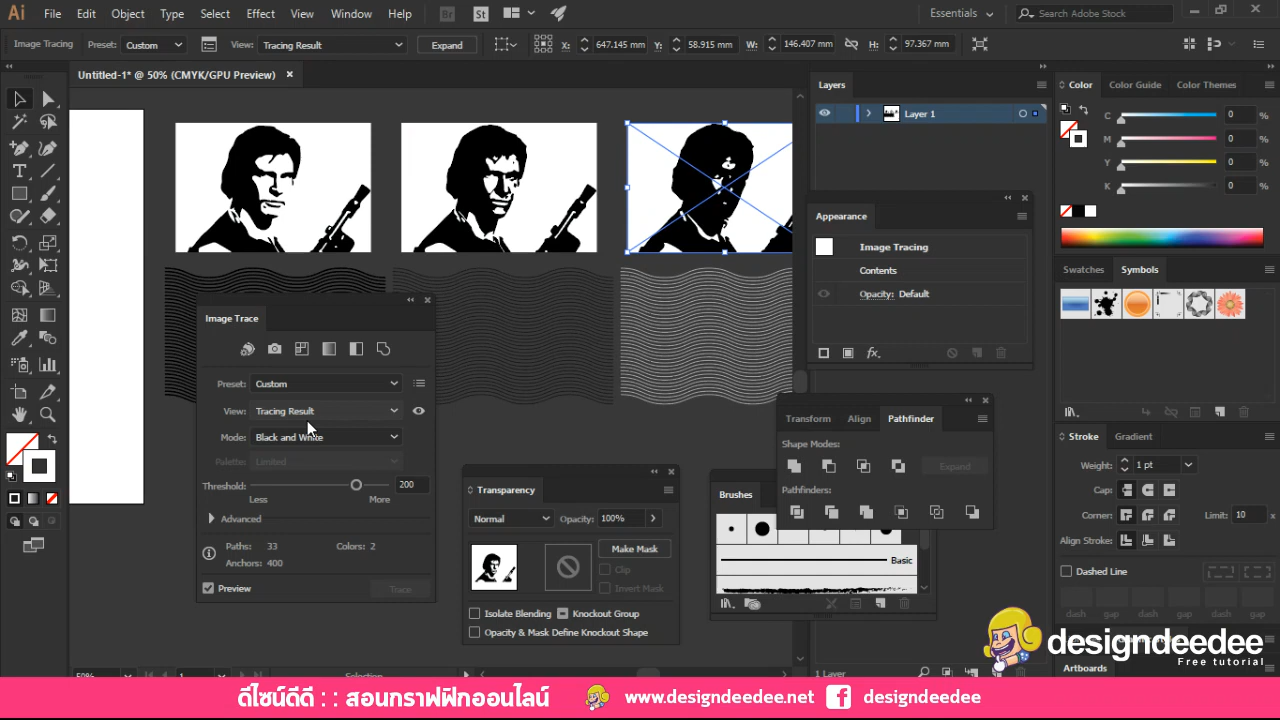 Ai File Edit Object Type Select Effect View Window Help Br St Essentials Search Adobe Stock
Image Tracing Preset: Custom View: Tracing Result Expand X: 647.145 mm Y: 58.915 mm W: 146.407 mm H: 97.367 mm
Untitled-1* @ 50% (CMYK/GPU Preview)
Layers
Layer 1
Color Color Guide Color Themes
C 0 %
M 0 %
Y 0 %
K 0 %
Appearance
Image Tracing
Contents
Opacity: Default
Swatches Symbols
Image Trace
Preset: Custom
View: Tracing Result
Mode: Black and White
Palette: Limited
Threshold: 200
Less More
Advanced
Paths: 33 Colors: 2
Anchors: 400
Preview Trace
Transform Align Pathfinder
Shape Modes:
Expand
Pathfinders:
Transparency
Normal Opacity: 100%
Make Mask
Clip
Invert Mask
Isolate Blending Knockout Group
Opacity & Mask Define Knockout Shape
Brushes
Basic
Stroke Gradient
Weight: 1 pt
Cap:
Corner: Limit: 10
Align Stroke:
Dashed Line
dash gap dash gap dash gap
Artboards
1 Layer
designdeedee
Free tutorial
ดีไซน์ดีดี : : สอนกราฟฟิกออนไลน์ www.designdeedee.net designdeedee